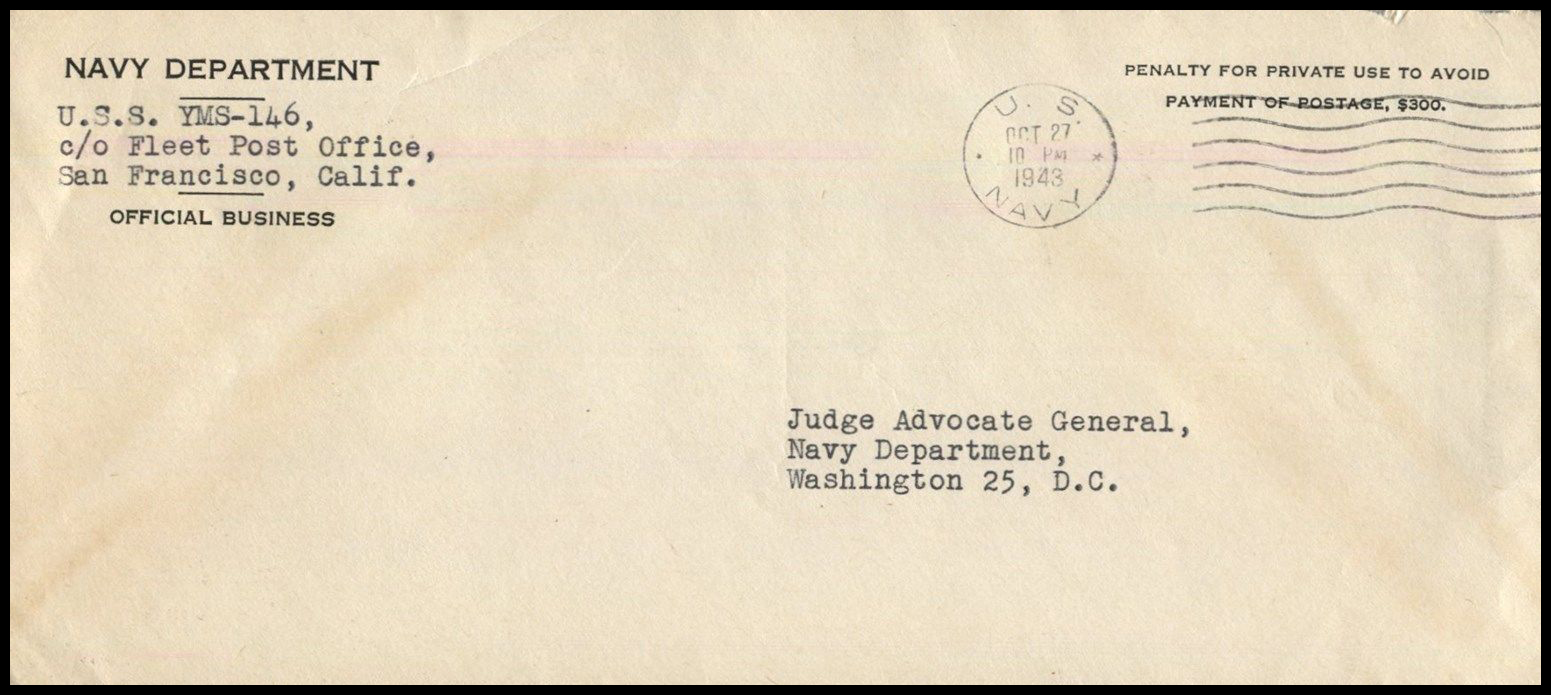 NAVY DEPARTMENT
U.S.S. YMS-146,
c/o Fleet Post Office,
San Francisco, Calif.
OFFICIAL BUSINESS
PENALTY FOR PRIVATE USE TO AVOID
PAYMENT OF POSTAGE, $300.
U. S.
OCT 27
10 PM
1943
NAVY
Judge Advocate General,
Navy Department,
Washington 25, D.C.